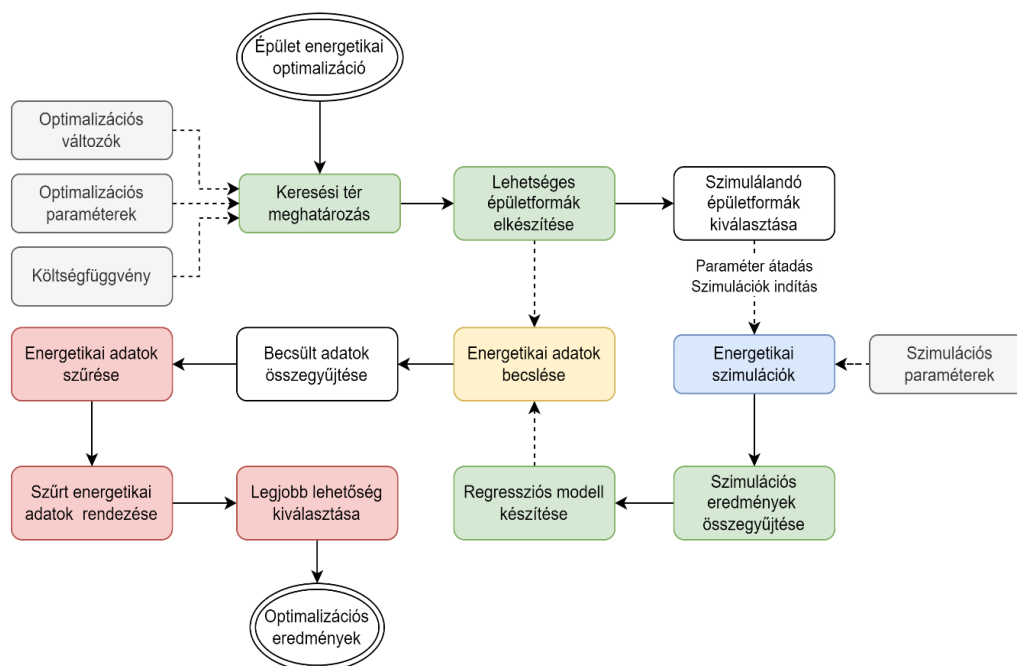 Épület energetikai
optimalizáció
Optimalizációs
változók
Optimalizációs
paraméterek
Költségfüggvény
Keresési tér
meghatározás
Lehetséges
épületformák
elkészítése
Szimulálandó
épületformák
kiválasztása
Paraméter átadás
Szimulációk indítás
Energetikai adatok
szűrése
Becsült adatok
összegyűjtése
Energetikai adatok
becslése
Energetikai
szimulációk
Szimulációs
paraméterek
Szűrt energetikai
adatok rendezése
Legjobb lehetőség
kiválasztása
Regressziós modell
készítése
Szimulációs
eredmények
összegyűjtése
Optimalizációs
eredmények